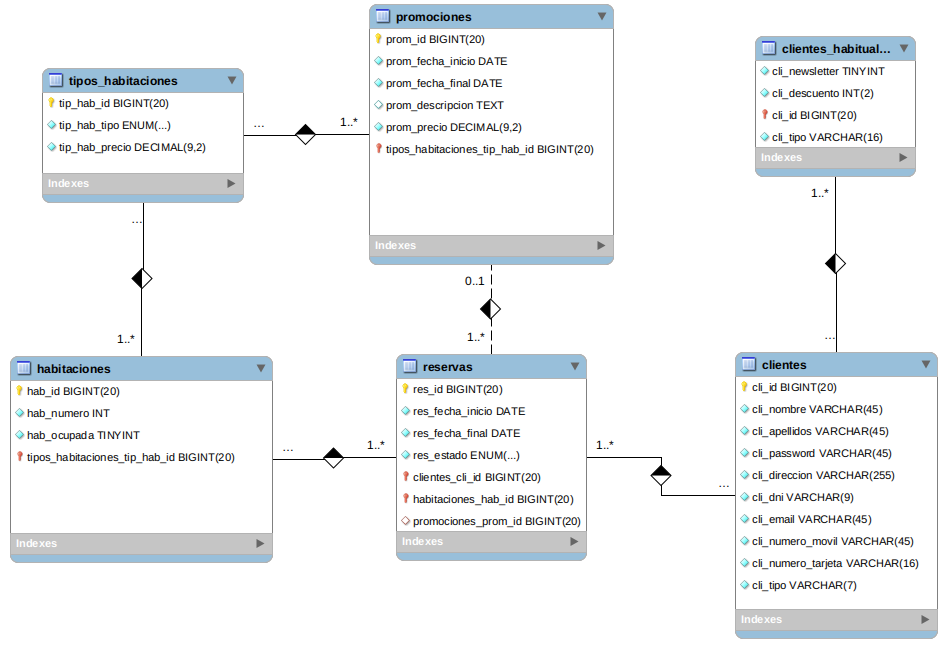 promociones
prom_id BIGINT(20)
prom_fecha_inicio DATE
prom_fecha_final DATE
prom_descripcion TEXT
prom_precio DECIMAL(9,2)
tipos_habitaciones_tip_hab_id BIGINT(20)
Indexes
clientes_habitual...
cli_newsletter TINYINT
cli_descuento INT(2)
cli_id BIGINT(20)
cli_tipo VARCHAR(16)
Indexes
tipos_habitaciones
tip_hab_id BIGINT(20)
tip_hab_tipo ENUM(...)
tip_hab_precio DECIMAL(9,2)
Indexes
...
1..*
...
1..*
0..1
1..*
1..*
...
habitaciones
hab_id BIGINT(20)
hab_numero INT
hab_ocupada TINYINT
tipos_habitaciones_tip_hab_id BIGINT(20)
Indexes
...
1..*
reservas
res_id BIGINT(20)
res_fecha_inicio DATE
res_fecha_final DATE
res_estado ENUM(...)
clientes_cli_id BIGINT(20)
habitaciones_hab_id BIGINT(20)
promociones_prom_id BIGINT(20)
Indexes
1..*
...
clientes
cli_id BIGINT(20)
cli_nombre VARCHAR(45)
cli_apellidos VARCHAR(45)
cli_password VARCHAR(45)
cli_direccion VARCHAR(255)
cli_dni VARCHAR(9)
cli_email VARCHAR(45)
cli_numero_movil VARCHAR(45)
cli_numero_tarjeta VARCHAR(16)
cli_tipo VARCHAR(7)
Indexes